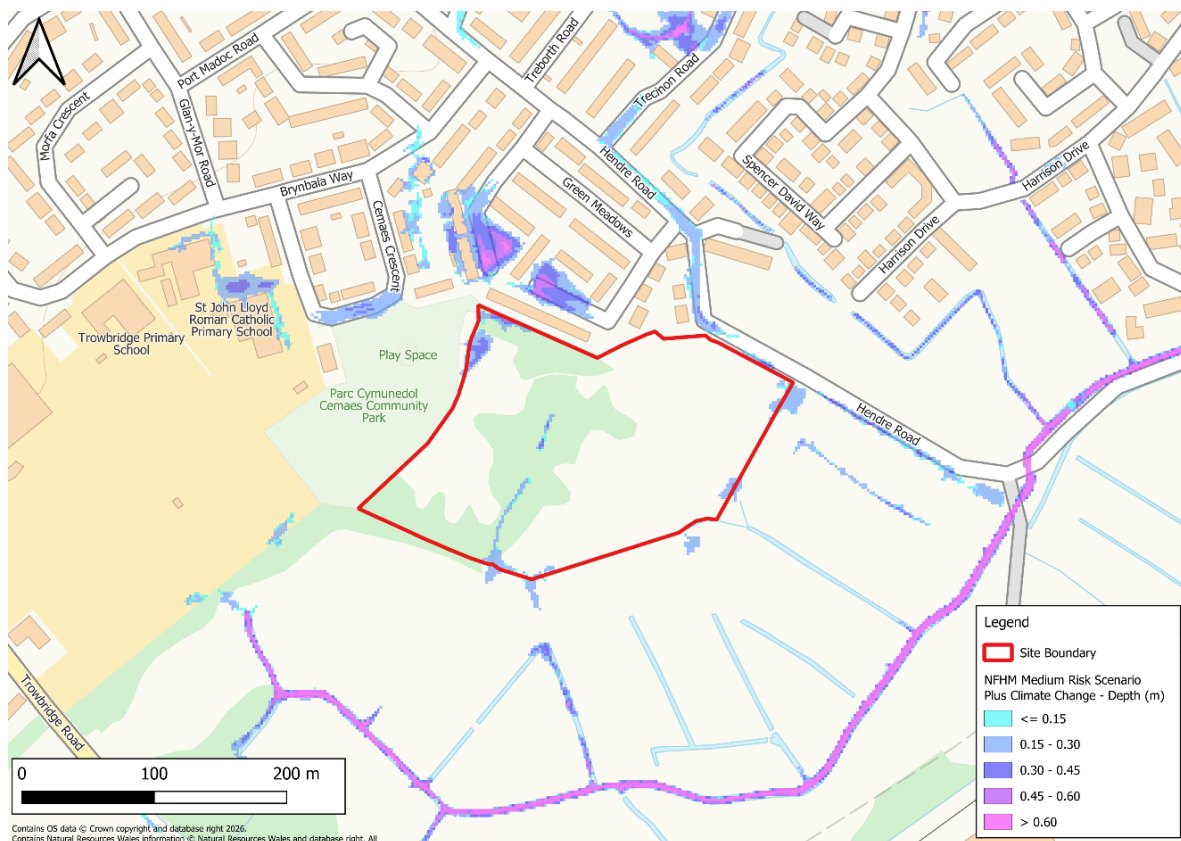 Port Madoc Road
Morfa Crescent
Glan-y-Mor Road
Brynbala Way
Cemaes Crescent
Treborth Road
Trecinon Road
Hendre Road
Green Meadows
Spencer David Way
Harrison Drive
Harrison Drive
St John Lloyd
Roman Catholic
Primary School
Trowbridge Primary
School
Play Space
Parc Cymunedol
Cemaes Community
Park
Hendre Road
Trowbridge Road
0
100
200 m
Legend
Site Boundary
NFHM Medium Risk Scenario
Plus Climate Change - Depth (m)
<= 0.15
0.15 - 0.30
0.30 - 0.45
0.45 - 0.60
> 0.60
Contains OS data © Crown copyright and database right 2026.
Contains Natural Resources Wales information © Natural Resources Wales and database right. All